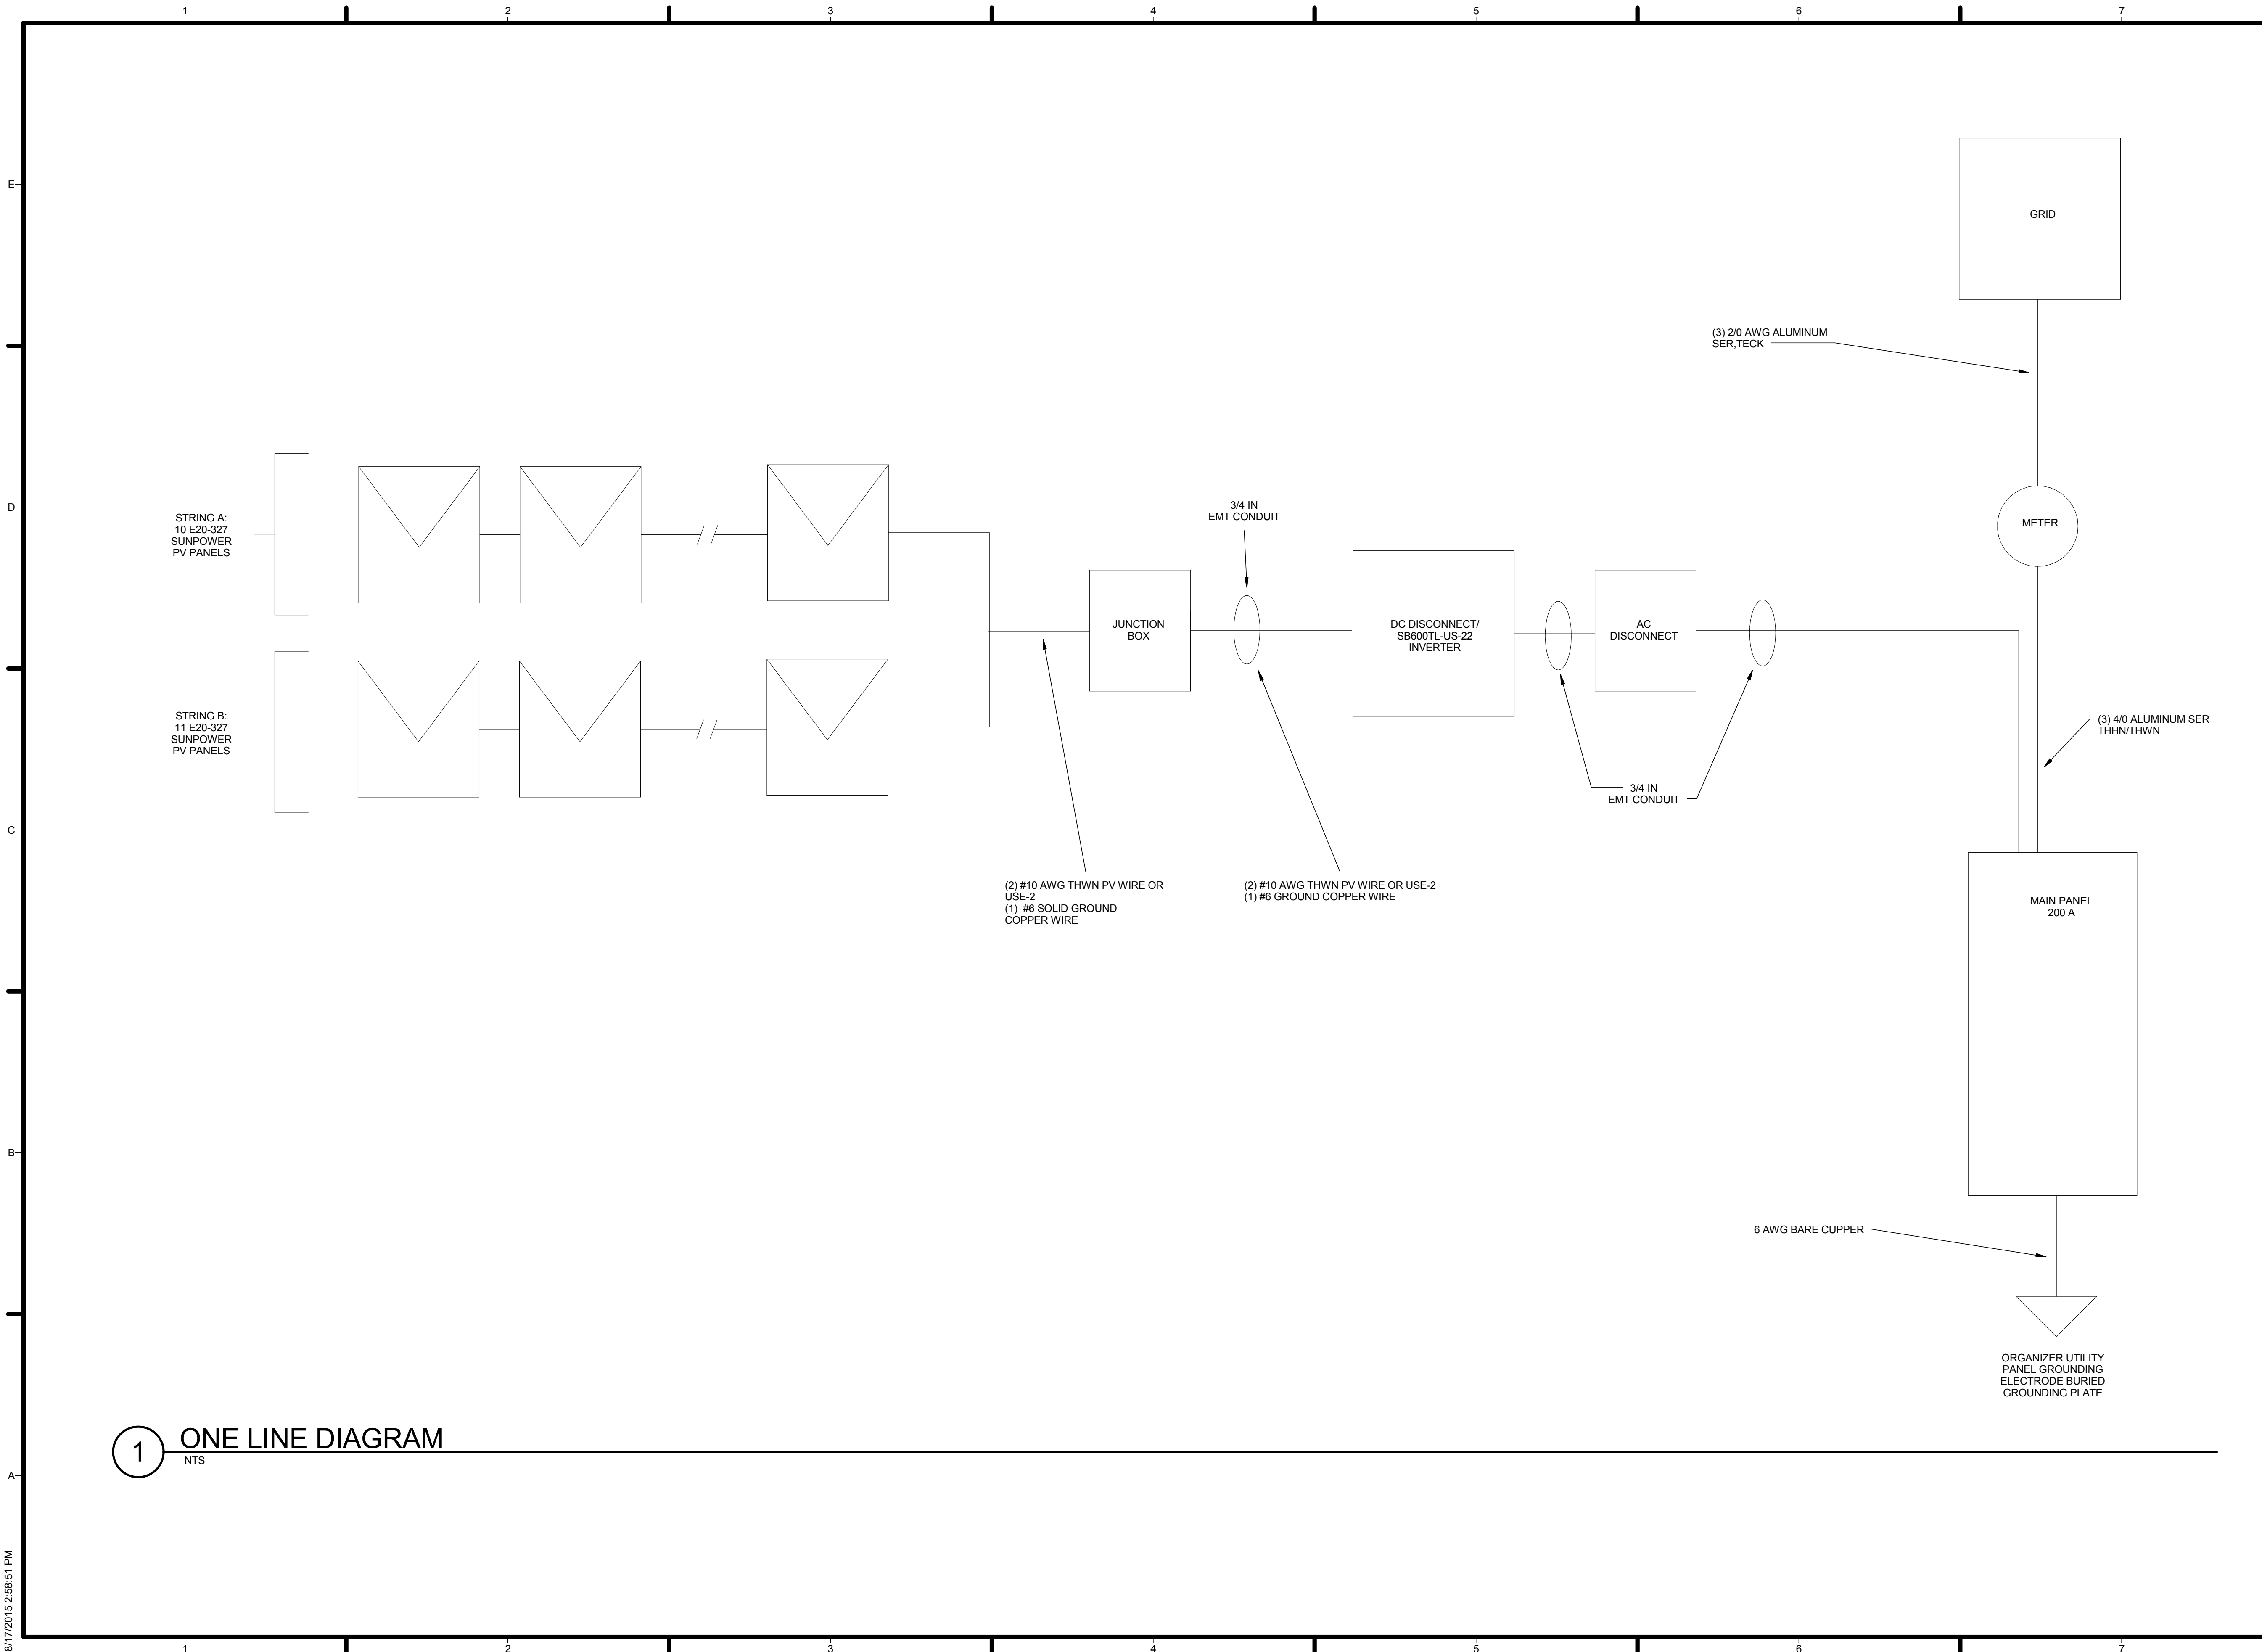 1
2
3
4
5
6
7
E
GRID
(3) 2/0 AWG ALUMINUM
SER,TECK
D
STRING A:
10 E20-327
SUNPOWER
PV PANELS
3/4 IN
EMT CONDUIT
METER
JUNCTION
BOX
DC DISCONNECT/
SB600TL-US-22
INVERTER
AC
DISCONNECT
STRING B:
11 E20-327
SUNPOWER
PV PANELS
(3) 4/0 ALUMINUM SER
THHN/THWN
3/4 IN
EMT CONDUIT
C
(2) #10 AWG THWN PV WIRE OR
USE-2
(1) #6 SOLID GROUND
COPPER WIRE
(2) #10 AWG THWN PV WIRE OR USE-2
(1) #6 GROUND COPPER WIRE
MAIN PANEL
200 A
B
6 AWG BARE CUPPER
ORGANIZER UTILITY
PANEL GROUNDING
ELECTRODE BURIED
GROUNDING PLATE
1
ONE LINE DIAGRAM
NTS
A
8/17/2015 2:58:51 PM
1
2
3
4
5
6
7